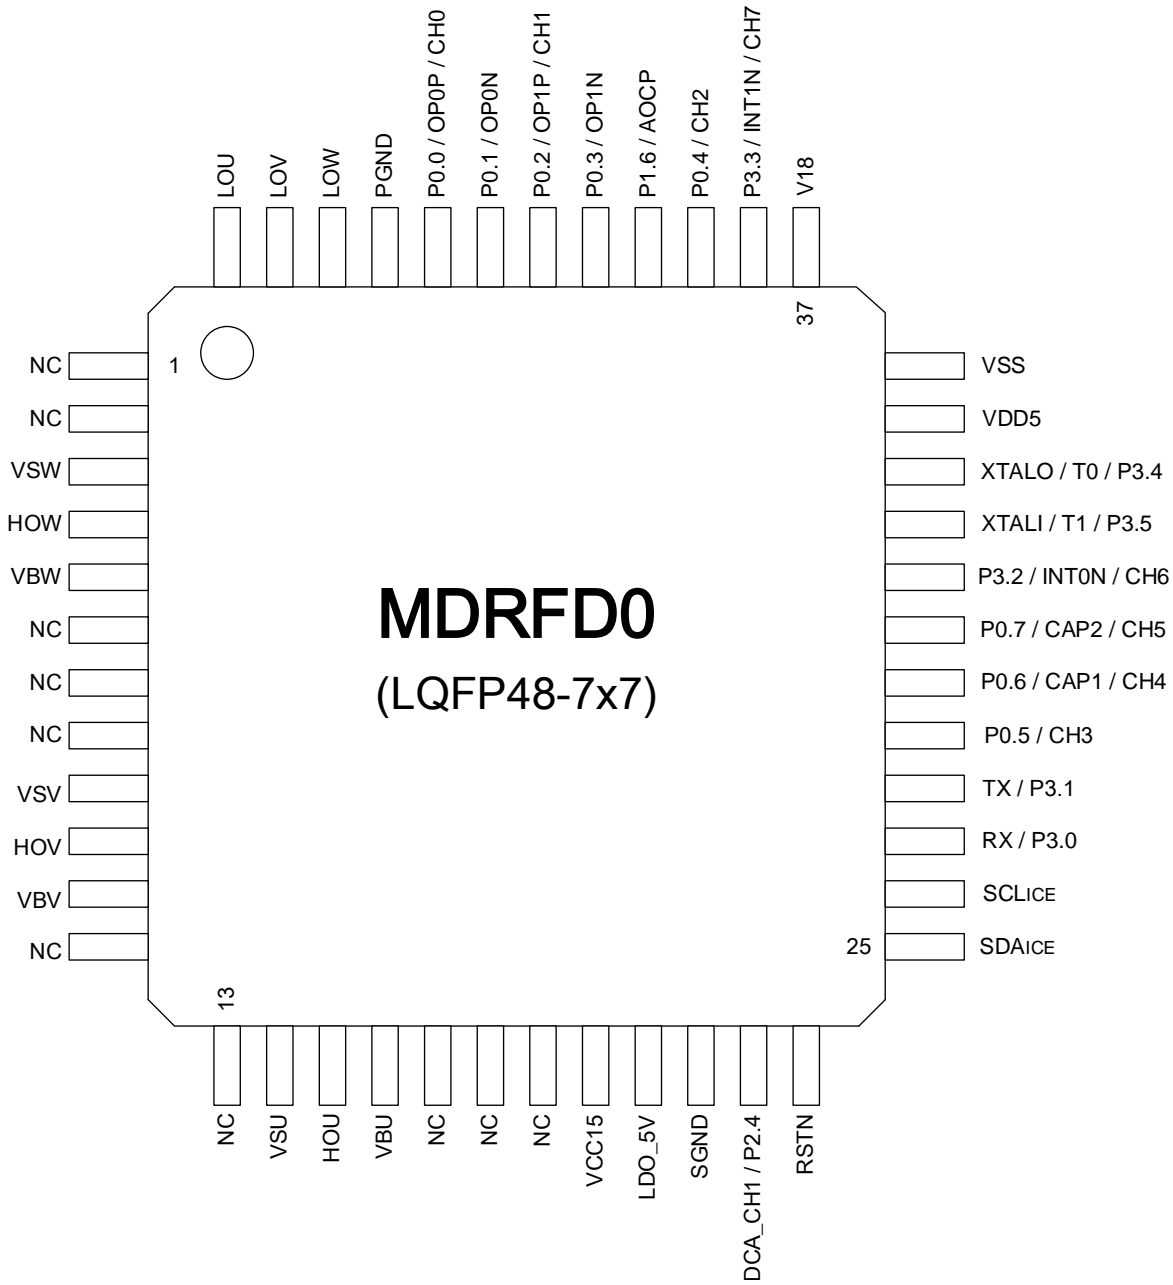 LOU
LOV
LOW
PGND
P0.0 / OP0P / CH0
P0.1 / OP0N
P0.2 / OP1P / CH1
P0.3 / OP1N
P1.6 / AOCP
P0.4 / CH2
P3.3 / INT1N / CH7
V18
37
1
NC
NC
VSW
HOW
VBW
NC
NC
NC
VSV
HOV
VBV
NC
MDRFD0
(LQFP48-7x7)
VSS
VDD5
XTALO / T0 / P3.4
XTALI / T1 / P3.5
P3.2 / INT0N / CH6
P0.7 / CAP2 / CH5
P0.6 / CAP1 / CH4
P0.5 / CH3
TX / P3.1
RX / P3.0
SCLICE
SDAICE
25
13
NC
VSU
HOU
VBU
NC
NC
NC
VCC15
LDO_5V
SGND
DCA_CH1 / P2.4
RSTN